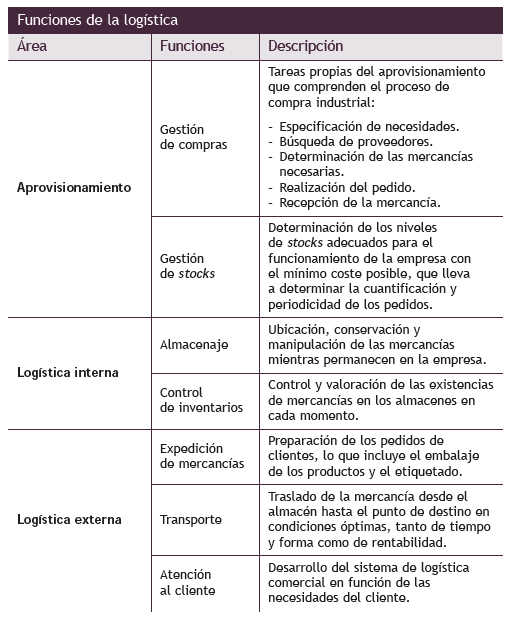 Funciones de la logística
Área Funciones Descripción
Aprovisionamiento
Gestión
de compras
Tareas propias del aprovisionamiento
que comprenden el proceso de
compra industrial:
- Especificación de necesidades.
- Búsqueda de proveedores.
- Determinación de las mercancías
necesarias.
- Realización del pedido.
- Recepción de la mercancía.
Gestión
de stocks
Determinación de los niveles
de stocks adecuados para el
funcionamiento de la empresa con
el mínimo coste posible, que lleva
a determinar la cuantificación y
periodicidad de los pedidos.
Logística interna
Almacenaje
Ubicación, conservación y
manipulación de las mercancías
mientras permanecen en la empresa.
Control
de inventarios
Control y valoración de las existencias
de mercancías en los almacenes en
cada momento.
Logística externa
Expedición
de mercancías
Preparación de los pedidos de
clientes, lo que incluye el embalaje
de los productos y el etiquetado.
Transporte
Traslado de la mercancía desde el
almacén hasta el punto de destino en
condiciones óptimas, tanto de tiempo
y forma como de rentabilidad.
Atención
al cliente
Desarrollo del sistema de logística
comercial en función de las
necesidades del cliente.